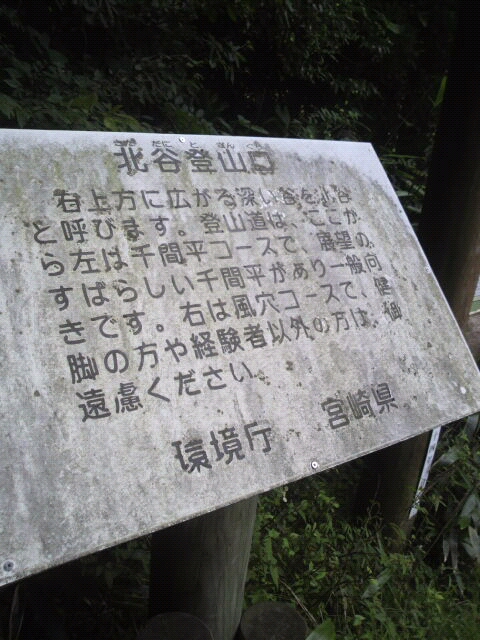 北谷登山口
右上方に広がる深い谷を北谷
と呼びます。登山道は、ここか
ら左は千間平コースで、展望の
すばらしい千間平があり一般向
きです。右は風穴コースで、健
脚の方や経験者以外の方は、御
遠慮ください。
環境庁 宮崎県